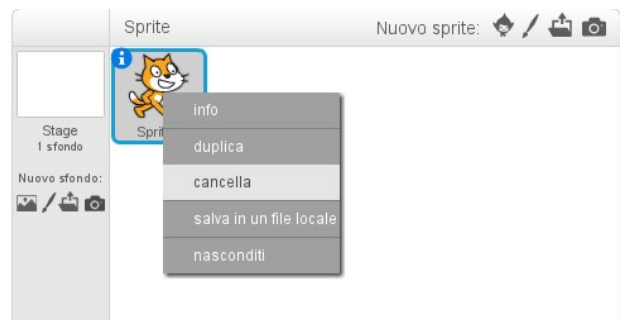 Sprite
Nuovo sprite:
Stage
1 sfondo
Nuovo sfondo:
info
duplica
cancella
salva in un file locale
nasconditi